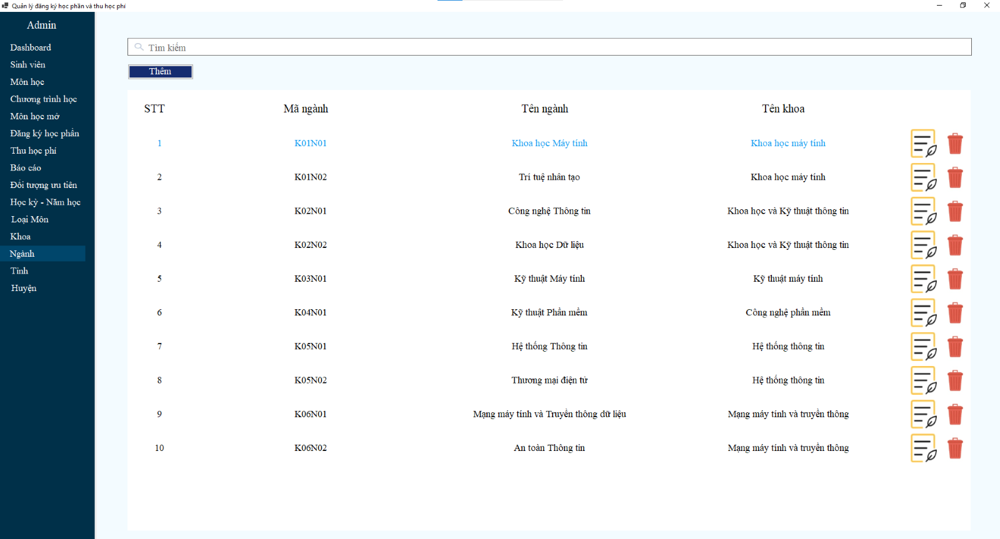 Quản lý đăng ký học phần và thu học phí
Admin
Dashboard
Sinh viên
Môn học
Chương trình học
Môn học mở
Đăng ký học phần
Thu học phí
Báo cáo
Đối tượng ưu tiên
Học kỳ - Năm học
Loại Môn
Khoa
Ngành
Tỉnh
Huyện
Tìm kiếm
Thêm
STT Mã ngành Tên ngành Tên khoa
1 K01N01 Khoa học Máy tính Khoa học máy tính
2 K01N02 Trí tuệ nhân tạo Khoa học máy tính
3 K02N01 Công nghệ Thông tin Khoa học và Kỹ thuật thông tin
4 K02N02 Khoa học Dữ liệu Khoa học và Kỹ thuật thông tin
5 K03N01 Kỹ thuật Máy tính Kỹ thuật máy tính
6 K04N01 Kỹ thuật Phần mềm Công nghệ phần mềm
7 K05N01 Hệ thống Thông tin Hệ thống thông tin
8 K05N02 Thương mại điện tử Hệ thống thông tin
9 K06N01 Mạng máy tính và Truyền thông dữ liệu Mạng máy tính và truyền thông
10 K06N02 An toàn Thông tin Mạng máy tính và truyền thông